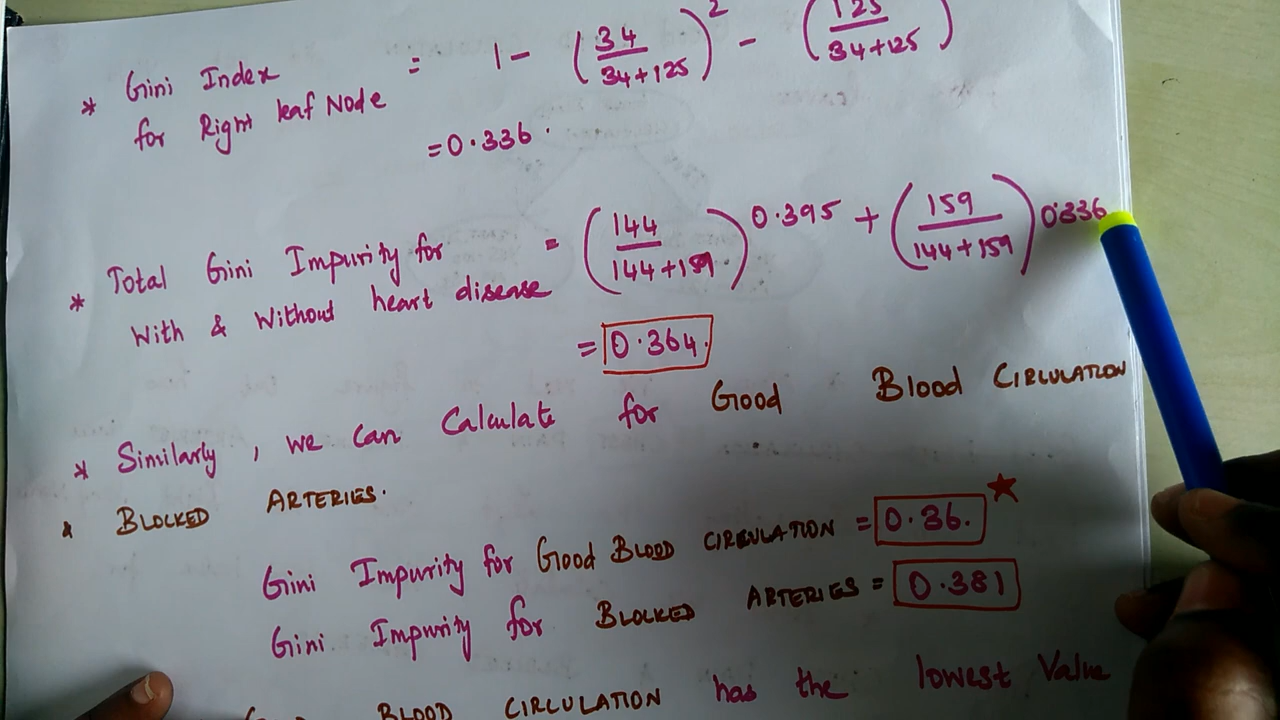 * Gini Index = 1 - (34/34+125)² - (125/34+125)
for Right leaf Node
=0.336.
* Total Gini Impurity for = (144/144+159) 0.395 + (159/144+159) 0.336
With & Without heart disease
= 0.364.
* Similarly, we can Calculate for Good Blood CIRCULATION
& BLOCKED ARTERIES.
Gini Impurity for Good BLOOD CIRCULATION = 0.36. ★
Gini Impurity for BLOCKED ARTERIES = 0.381
BLOOD CIRCULATION has the lowest Value